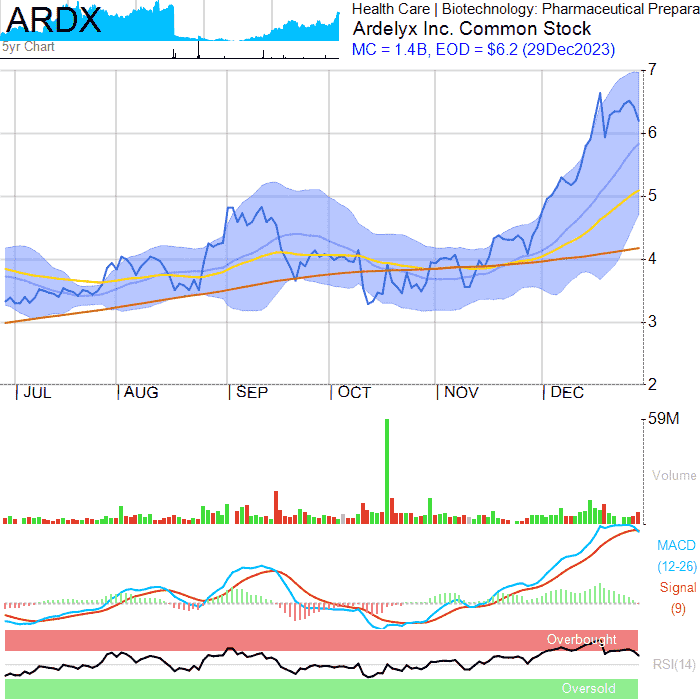 ARDX
5yr Chart
Health Care | Biotechnology: Pharmaceutical Prepara
Ardelyx Inc. Common Stock
MC = 1.4B, EOD = $6.2 (29Dec2023)
7
6
5
4
3
2
JUL AUG SEP OCT NOV DEC
59M
Volume
MACD
(12-26)
Signal
(9)
Overbought
RSI(14)
Oversold